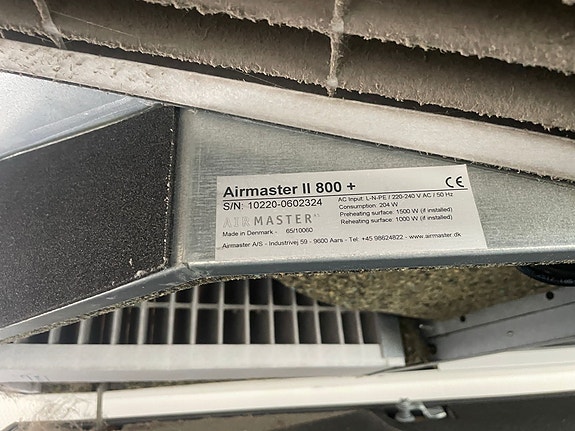 Airmaster II 800 +
CE
S/N: 10220-0602324
AC Input: L-N-PE / 220-240 V AC / 50 Hz
Consumption: 204 W
AIRMASTER
Preheating surface: 1500 W (if installed)
Reheating surface: 1000 W (if installed)
Made in Denmark - 65/10060
Airmaster A/S - Industrivej 59 - 9600 Aars - Tel: +45 98624822 - www.airmaster.dk